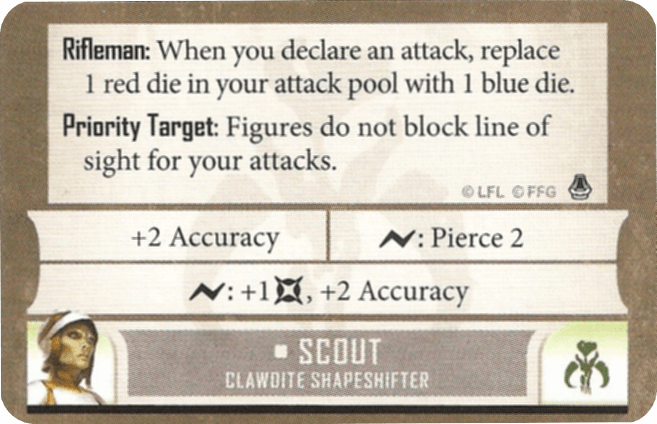 Rifleman: When you declare an attack, replace
1 red die in your attack pool with 1 blue die.
Priority Target: Figures do not block line of
sight for your attacks.
© LFL © FFG
+2 Accuracy
: Pierce 2
: +1 , +2 Accuracy
SCOUT
CLAWDITE SHAPESHIFTER